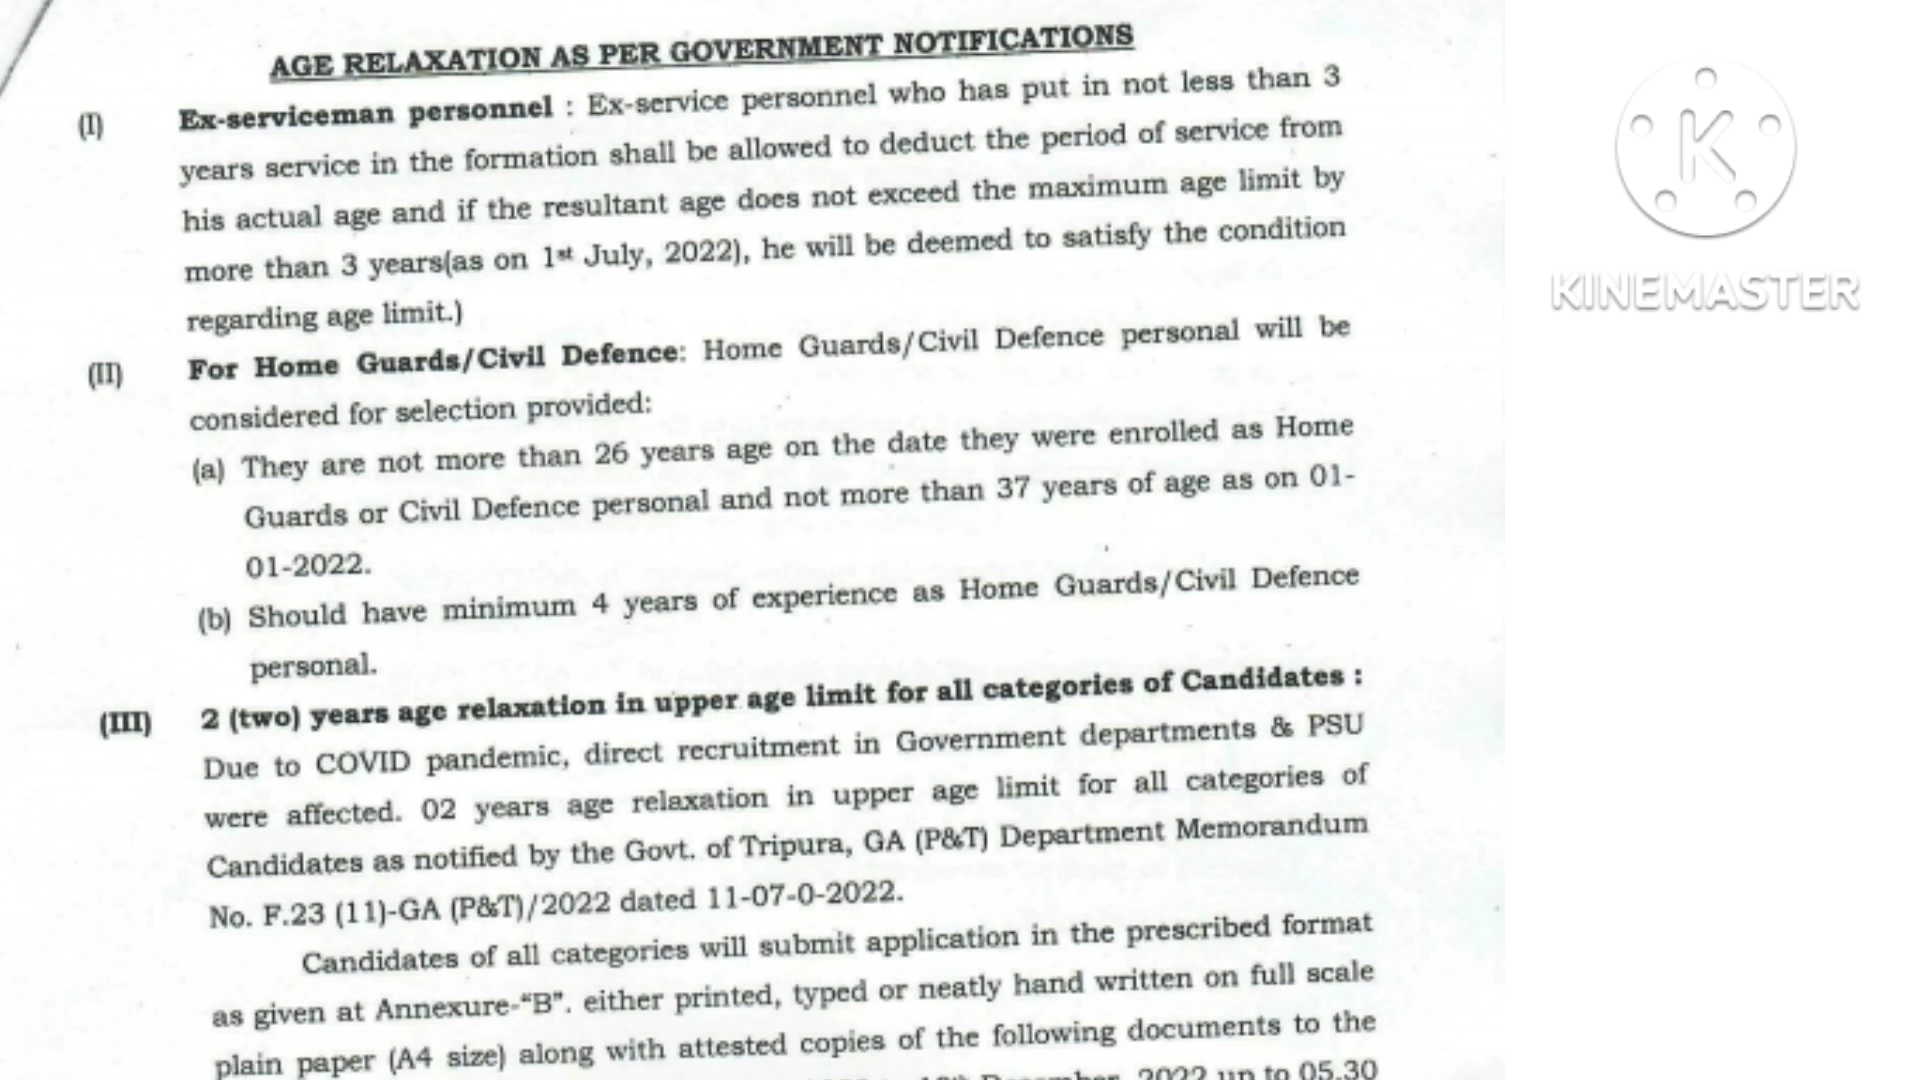 AGE RELAXATION AS PER GOVERNMENT NOTIFICATIONS
(I) Ex-serviceman personnel : Ex-service personnel who has put in not less than 3
years service in the formation shall be allowed to deduct the period of service from
his actual age and if the resultant age does not exceed the maximum age limit by
more than 3 years(as on 1st July, 2022), he will be deemed to satisfy the condition
regarding age limit.)
(II) For Home Guards/Civil Defence: Home Guards/Civil Defence personal will be
considered for selection provided:
(a) They are not more than 26 years age on the date they were enrolled as Home
Guards or Civil Defence personal and not more than 37 years of age as on 01-
01-2022.
(b) Should have minimum 4 years of experience as Home Guards/Civil Defence
personal.
(III) 2 (two) years age relaxation in upper age limit for all categories of Candidates :
Due to COVID pandemic, direct recruitment in Government departments & PSU
were affected. 02 years age relaxation in upper age limit for all categories of
Candidates as notified by the Govt. of Tripura, GA (P&T) Department Memorandum
No. F.23 (11)-GA (P&T)/2022 dated 11-07-0-2022.
Candidates of all categories will submit application in the prescribed format
as given at Annexure-“B”. either printed, typed or neatly hand written on full scale
plain paper (A4 size) along with attested copies of the following documents to the
2022 up to 05.30
K
KINEMASTER